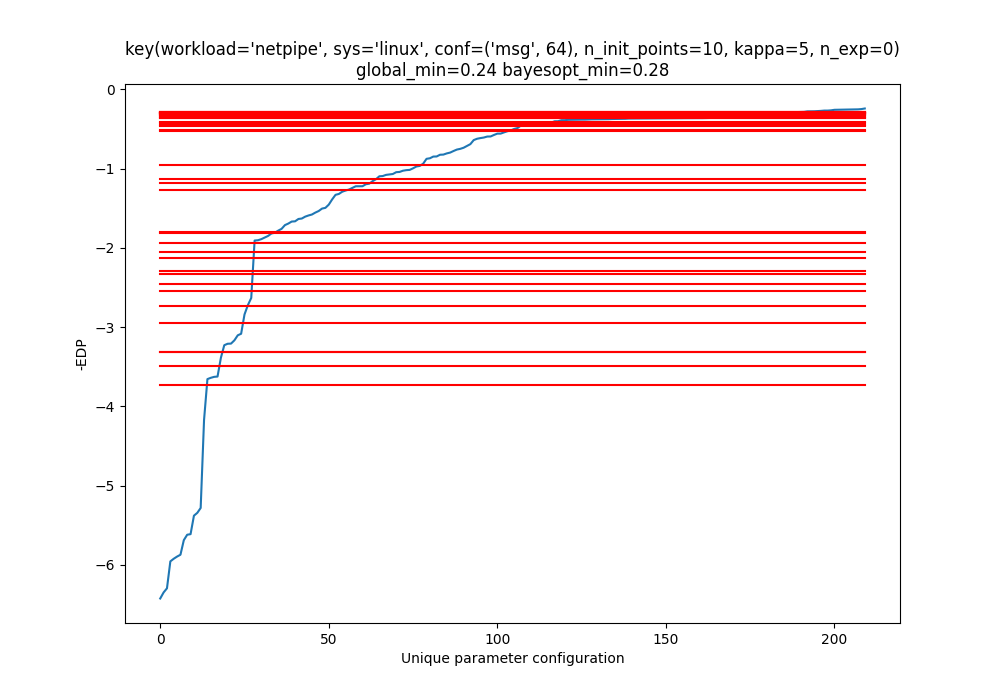 key(workload='netpipe', sys='linux', conf=('msg', 64), n_init_points=10, kappa=5, n_exp=0)
global_min=0.24 bayesopt_min=0.28
0
−1
−2
−3
−4
−5
−6
-EDP
0 50 100 150 200
Unique parameter configuration